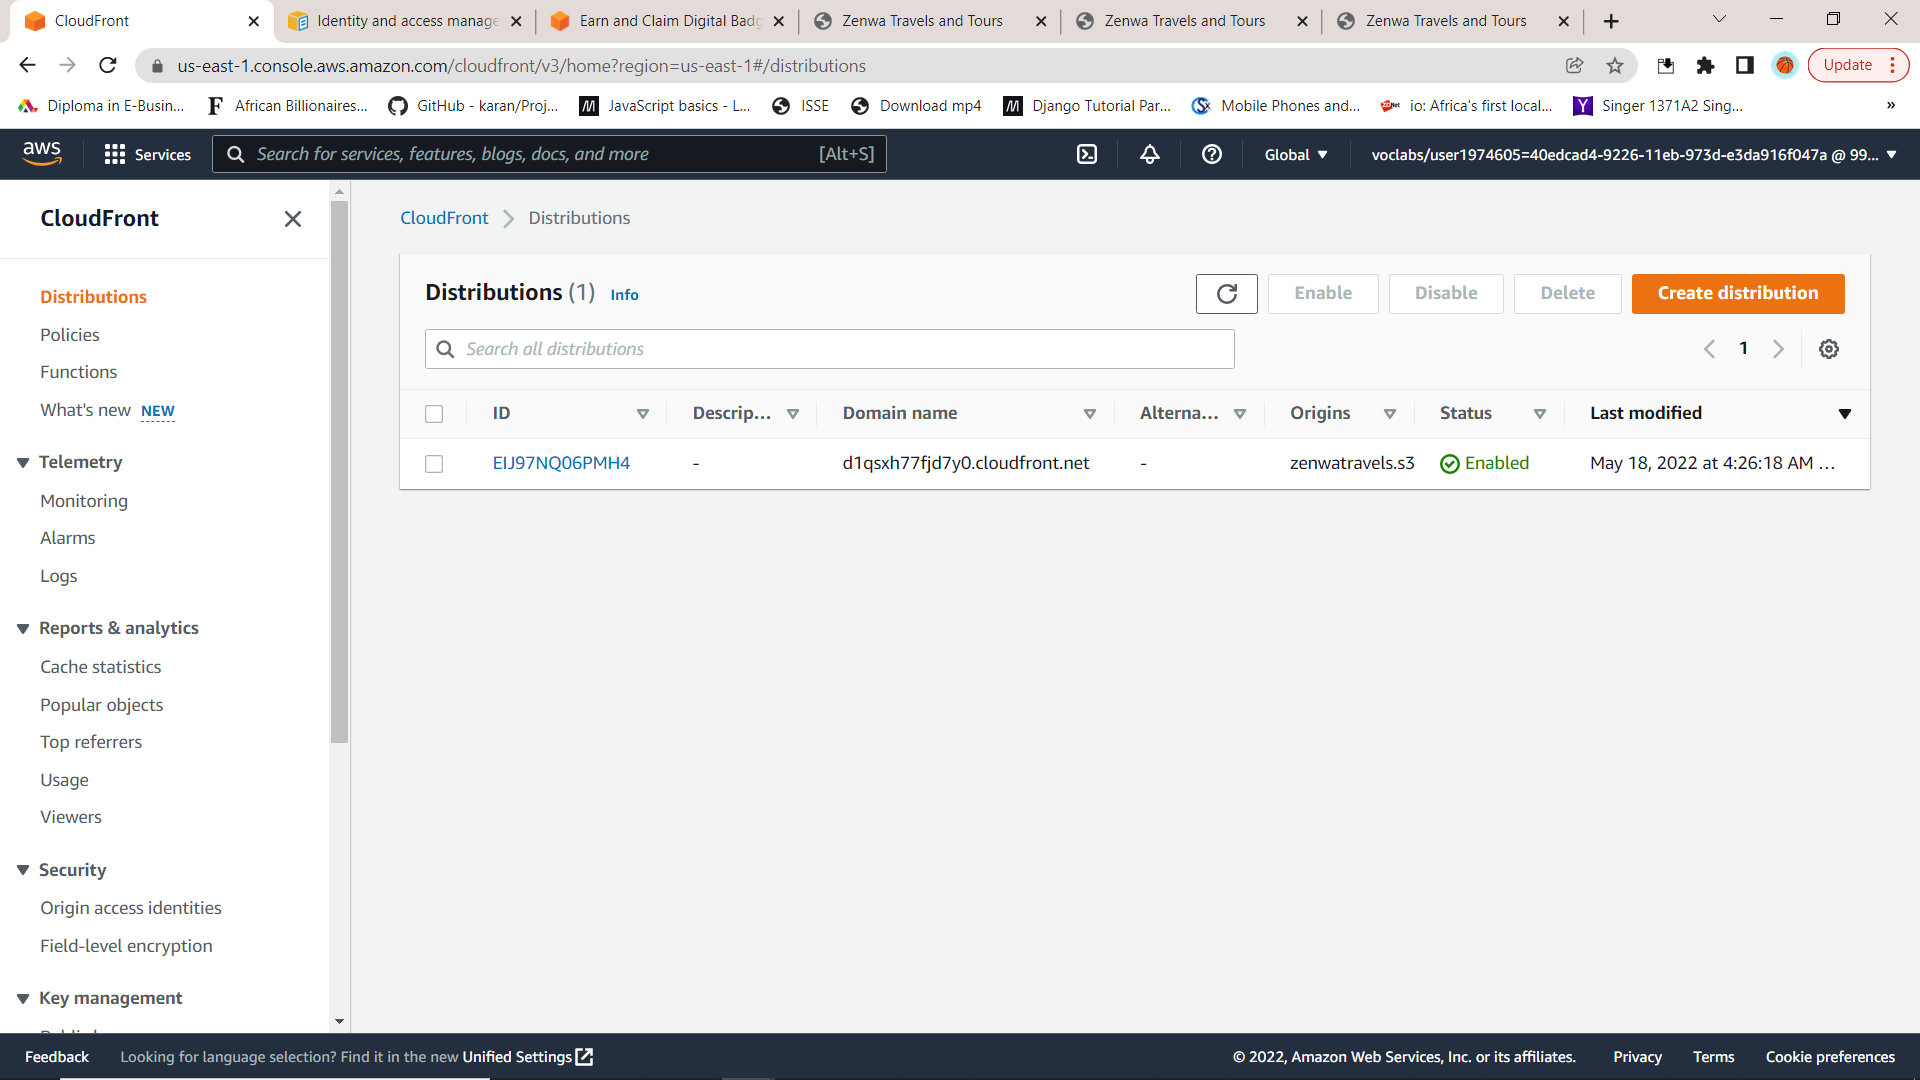 CloudFront
Identity and access manage
Earn and Claim Digital Badg
Zenwa Travels and Tours
Zenwa Travels and Tours
Zenwa Travels and Tours
us-east-1.console.aws.amazon.com/cloudfront/v3/home?region=us-east-1#/distributions
Update
Diploma in E-Busin...
African Billionaires...
GitHub - karan/Proj...
JavaScript basics - L...
ISSE
Download mp4
Django Tutorial Par...
Mobile Phones and...
io: Africa's first local...
Singer 1371A2 Sing...
»
aws
Services
Search for services, features, blogs, docs, and more
[Alt+S]
Global
voclabs/user1974605=40edcad4-9226-11eb-973d-e3da916f047a @ 99...
CloudFront
Distributions
Policies
Functions
What's new NEW
Telemetry
Monitoring
Alarms
Logs
Reports & analytics
Cache statistics
Popular objects
Top referrers
Usage
Viewers
Security
Origin access identities
Field-level encryption
Key management
CloudFront
Distributions
Distributions (1) Info
Enable
Disable
Delete
Create distribution
Search all distributions
1
ID
Descrip...
Domain name
Alterna...
Origins
Status
Last modified
EIJ97NQ06PMH4
-
d1qsxh77fjd7y0.cloudfront.net
-
zenwatravels.s3
Enabled
May 18, 2022 at 4:26:18 AM ...
Feedback
Looking for language selection? Find it in the new Unified Settings
© 2022, Amazon Web Services, Inc. or its affiliates.
Privacy
Terms
Cookie preferences